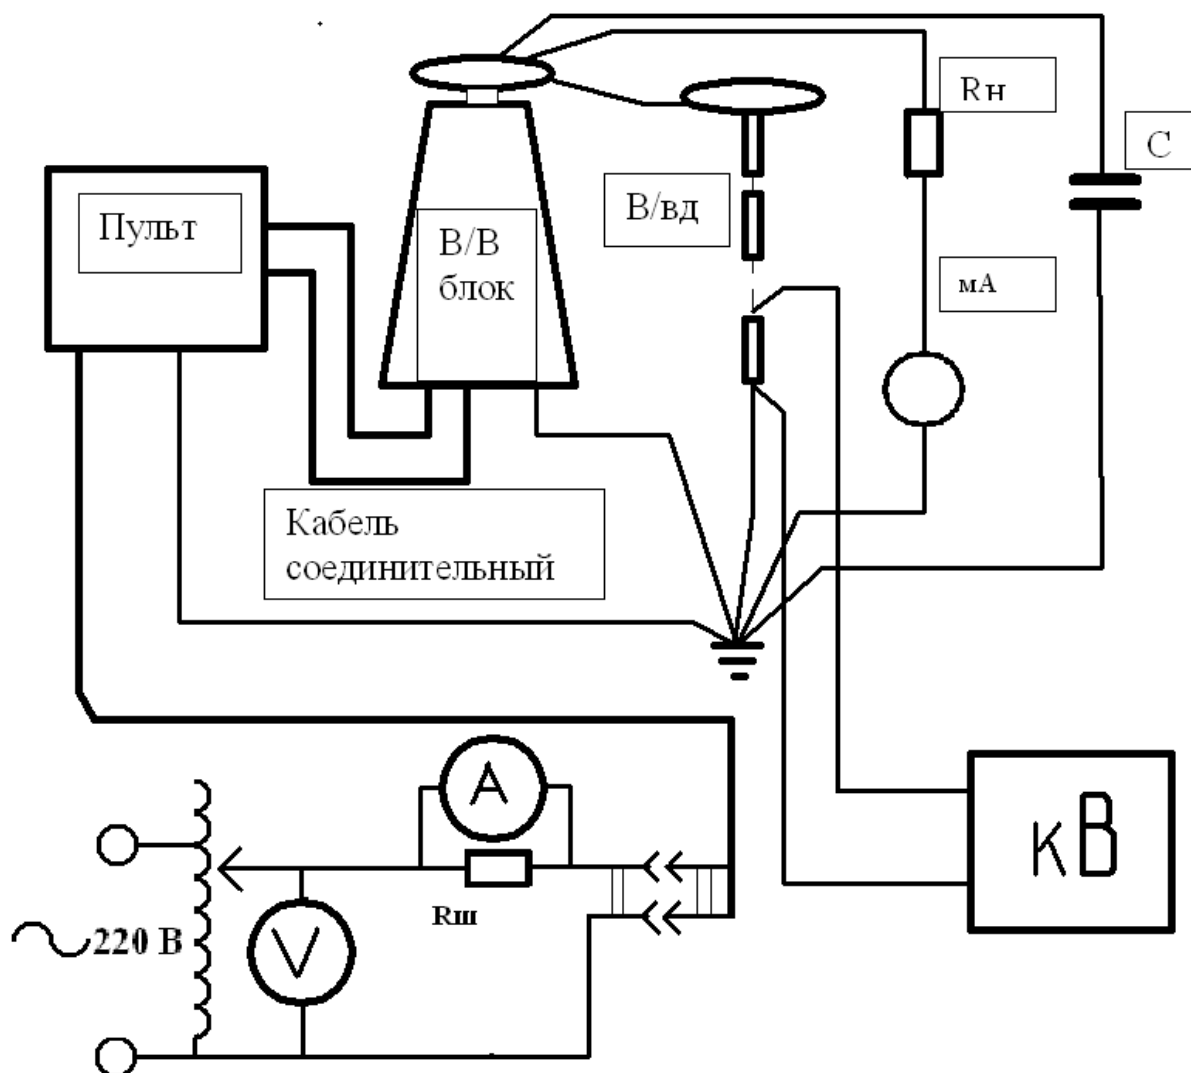 Rн
С
Пульт
В/вд
В/В
блок
мА
Кабель
соединительный
A
кВ
Rш
220 В
V